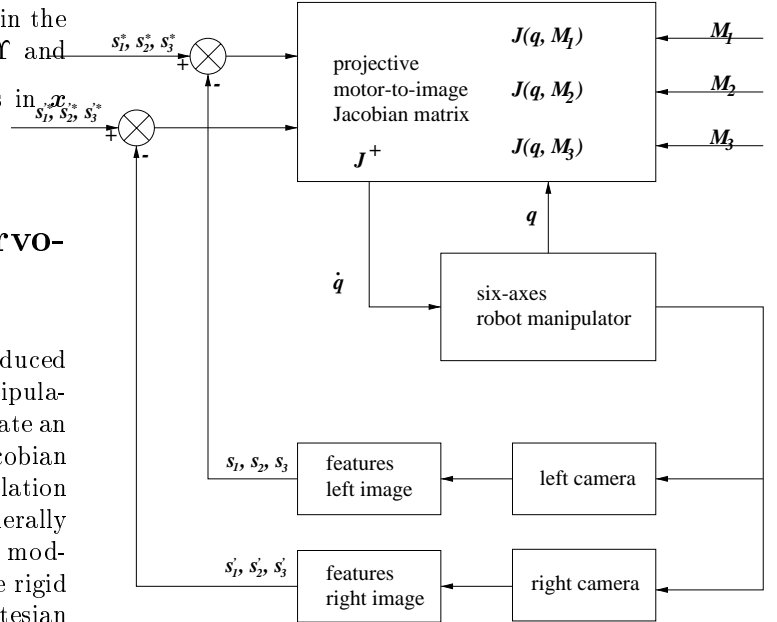 in the
ϒ and
s in x
rvo-
duced
ipula-
ate an
cobian
lation
nerally
mod-
e rigid
rtesian
s₁*, s₂*, s₃*
+
-
s₁'*, s₂'*, s₃'*
+
-
projective
motor-to-image
Jacobian matrix
J⁺
J(q, M₁)
J(q, M₂)
J(q, M₃)
M₁
M₂
M₃
q
q̇
six-axes
robot manipulator
s₁, s₂, s₃
features
left image
left camera
s₁', s₂', s₃'
features
right image
right camera